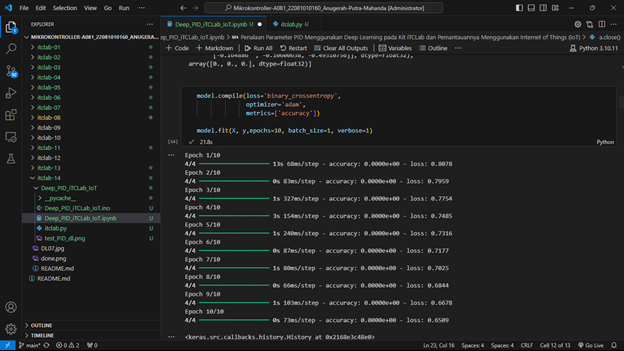 File Edit Selection View Go Run ···
Mikrokontroler-A081_22081010160_Anugerah-Putra-Mahanda [Administrator]
EXPLORER ···
MIKROKONTROLER-A081_22081010160_ANUGERA...
itclab-01
itclab-02
itclab-03
itclab-04
itclab-05
itclab-06
itclab-07
itclab-08
itclab-09
itclab-10
itclab-11
itclab-12
itclab-13
itclab-14
Deep_PID_iTCLab_IoT
__pycache__
Deep_PID_iTCLab_IoT.ino U
Deep_PID_iTCLab_IoT.ipynb U
itclab.py U
test_PID_dl.png U
DL07.jpg
done.png
README.md
README.md
OUTLINE
TIMELINE
Deep_PID_iTCLab_IoT.ipynb U
itclab.py U
ep_PID_iTCLab_IoT.ipynb > Penalaan Parameter PID Menggunakan Deep Learning pada Kit iTCLab dan Pemantauannya Menggunakan Internet of Things (IoT) > a.close()
+ Code + Markdown Run All Restart Clear All Outputs Variables Outline ··· Python 3.10.11
array([0., 0., 0.], dtype=float32)]
model.compile(loss='binary_crossentropy',
optimizer='adam',
metrics=['accuracy'])
model.fit(X, y,epochs=10, batch_size=1, verbose=1)
21.8s Python
Epoch 1/10
4/4 13s 68ms/step - accuracy: 0.0000e+00 - loss: 0.8078
Epoch 2/10
4/4 0s 83ms/step - accuracy: 0.0000e+00 - loss: 0.7959
Epoch 3/10
4/4 1s 327ms/step - accuracy: 0.0000e+00 - loss: 0.7754
Epoch 4/10
4/4 3s 154ms/step - accuracy: 0.0000e+00 - loss: 0.7485
Epoch 5/10
4/4 1s 240ms/step - accuracy: 0.0000e+00 - loss: 0.7316
Epoch 6/10
4/4 0s 87ms/step - accuracy: 0.0000e+00 - loss: 0.7177
Epoch 7/10
4/4 1s 80ms/step - accuracy: 0.0000e+00 - loss: 0.7025
Epoch 8/10
4/4 0s 66ms/step - accuracy: 0.0000e+00 - loss: 0.6844
Epoch 9/10
4/4 1s 103ms/step - accuracy: 0.0000e+00 - loss: 0.6678
Epoch 10/10
4/4 0s 73ms/step - accuracy: 0.0000e+00 - loss: 0.6509
<keras.src.callbacks.history.History at 0x2168e3c48e0>
main* 0 2 0 Ln 23, Col 16 Spaces: 4 Spaces: 4 CRLF Cell 12 of 13 Go Live